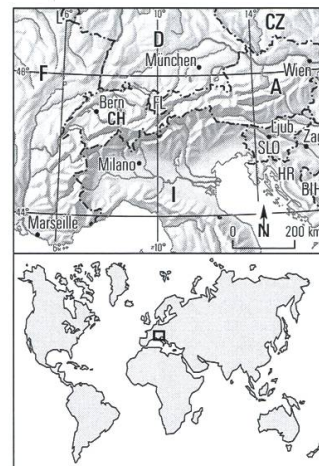 6°
10°
14°
CZ
D
München
48°
F
Wien
Bern
FL
A
CH
Ljub.
Milano
SLO
HR
I
BIH
44°
Marseille
N
0 200 km
6°
10°